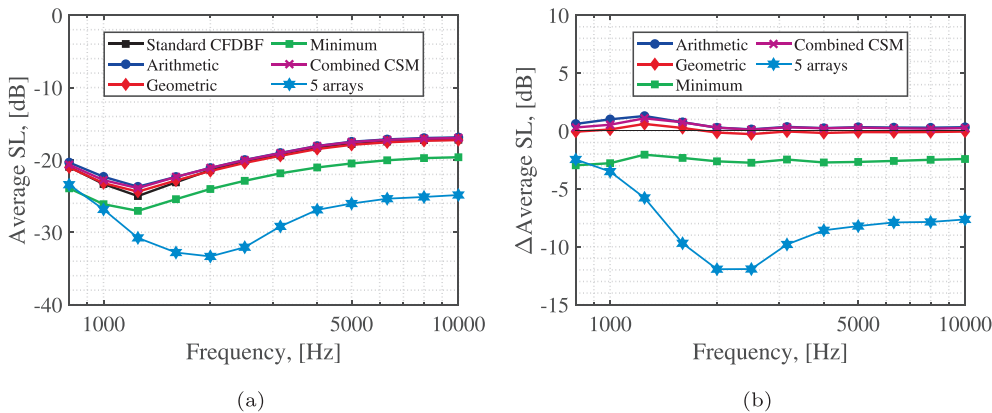 0
-10
-20
-30
-40
Average SL, [dB]
Standard CFDBF
Arithmetic
Geometric
Minimum
Combined CSM
5 arrays
1000
5000
10000
Frequency, [Hz]
(a)
10
5
0
-5
-10
-15
ΔAverage SL, [dB]
Arithmetic
Geometric
Minimum
Combined CSM
5 arrays
1000
5000
10000
Frequency, [Hz]
(b)